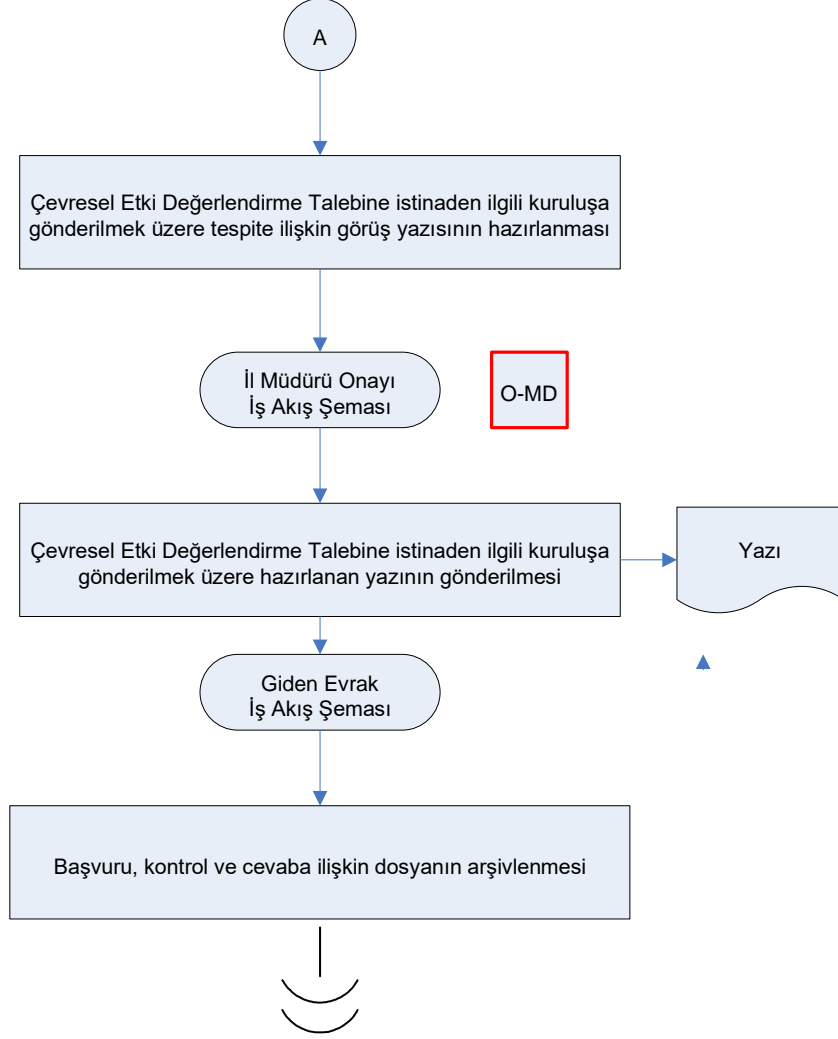 A
Çevresel Etki Değerlendirme Talebine istinaden ilgili kuruluşa
gönderilmek üzere tespite ilişkin görüş yazısının hazırlanması
İl Müdürü Onayı
İş Akış Şeması
O-MD
Çevresel Etki Değerlendirme Talebine istinaden ilgili kuruluşa
gönderilmek üzere hazırlanan yazının gönderilmesi
Yazı
Giden Evrak
İş Akış Şeması
Başvuru, kontrol ve cevaba ilişkin dosyanın arşivlenmesi